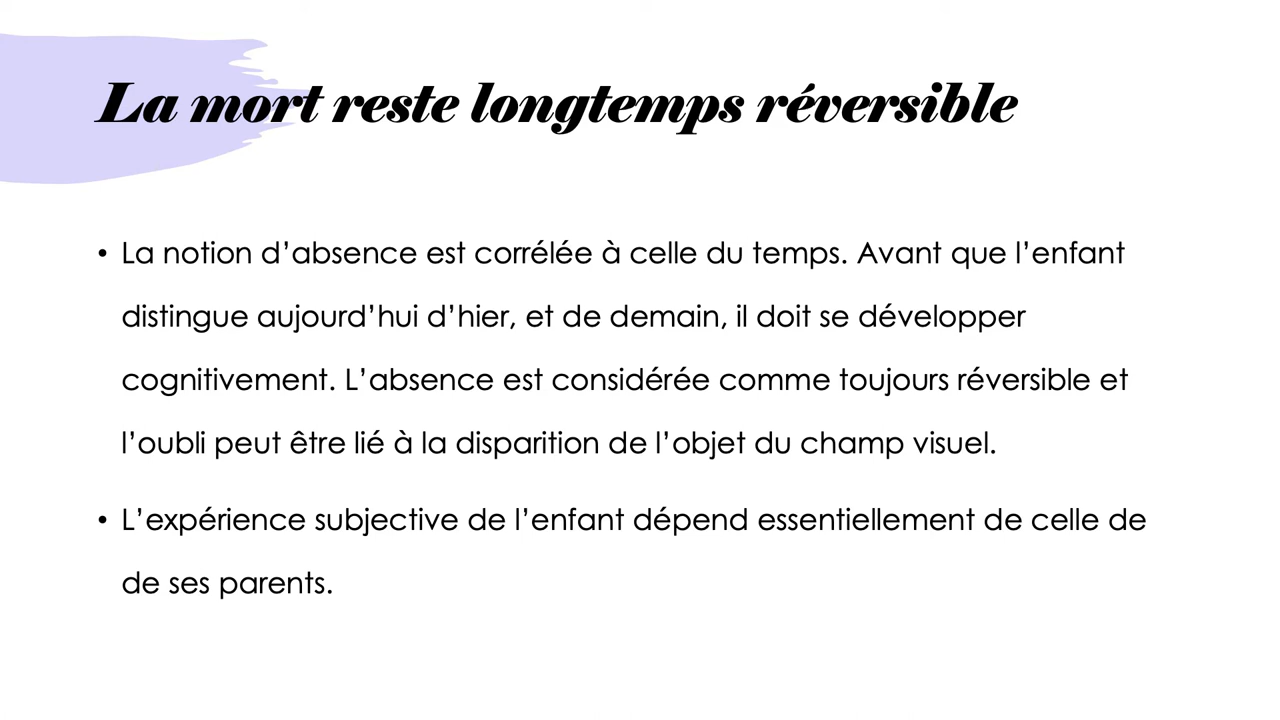 La mort reste longtemps réversible
• La notion d’absence est corrélée à celle du temps. Avant que l’enfant
distingue aujourd’hui d’hier, et de demain, il doit se développer
cognitivement. L’absence est considérée comme toujours réversible et
l’oubli peut être lié à la disparition de l’objet du champ visuel.
• L’expérience subjective de l’enfant dépend essentiellement de celle de
de ses parents.